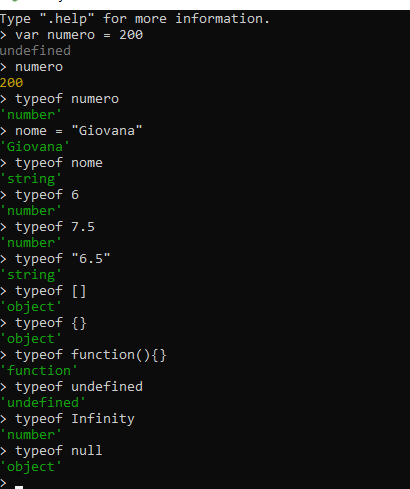 Type ".help" for more information.
> var numero = 200
undefined
> numero
200
> typeof numero
'number'
> nome = "Giovana"
'Giovana'
> typeof nome
'string'
> typeof 6
'number'
> typeof 7.5
'number'
> typeof "6.5"
'string'
> typeof []
'object'
> typeof {}
'object'
> typeof function(){}
'function'
> typeof undefined
'undefined'
> typeof Infinity
'number'
> typeof null
'object'
>